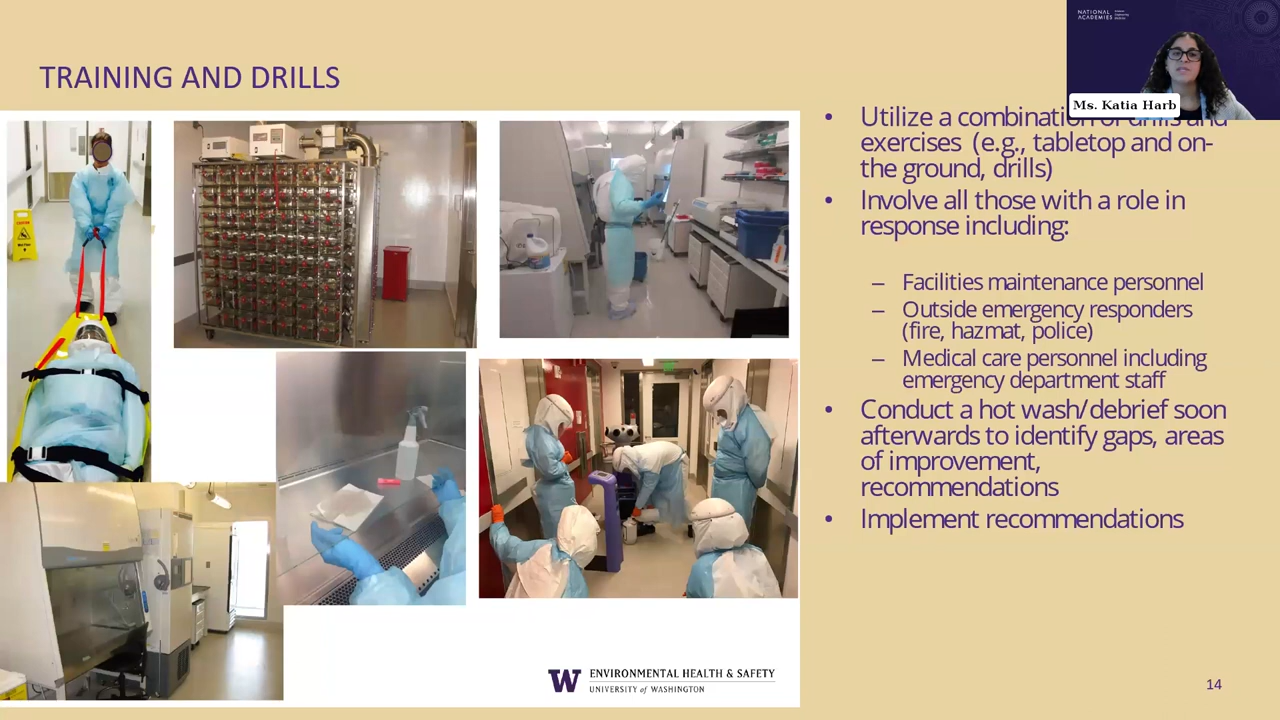 TRAINING AND DRILLS
NATIONAL
ACADEMIES
Ms. Katia Harb
• Utilize a combination of drills and
exercises (e.g., tabletop and on-
the ground, drills)
• Involve all those with a role in
response including:
– Facilities maintenance personnel
– Outside emergency responders
(fire, hazmat, police)
– Medical care personnel including
emergency department staff
• Conduct a hot wash/debrief soon
afterwards to identify gaps, areas
of improvement,
recommendations
• Implement recommendations
W ENVIRONMENTAL HEALTH & SAFETY
UNIVERSITY of WASHINGTON
14